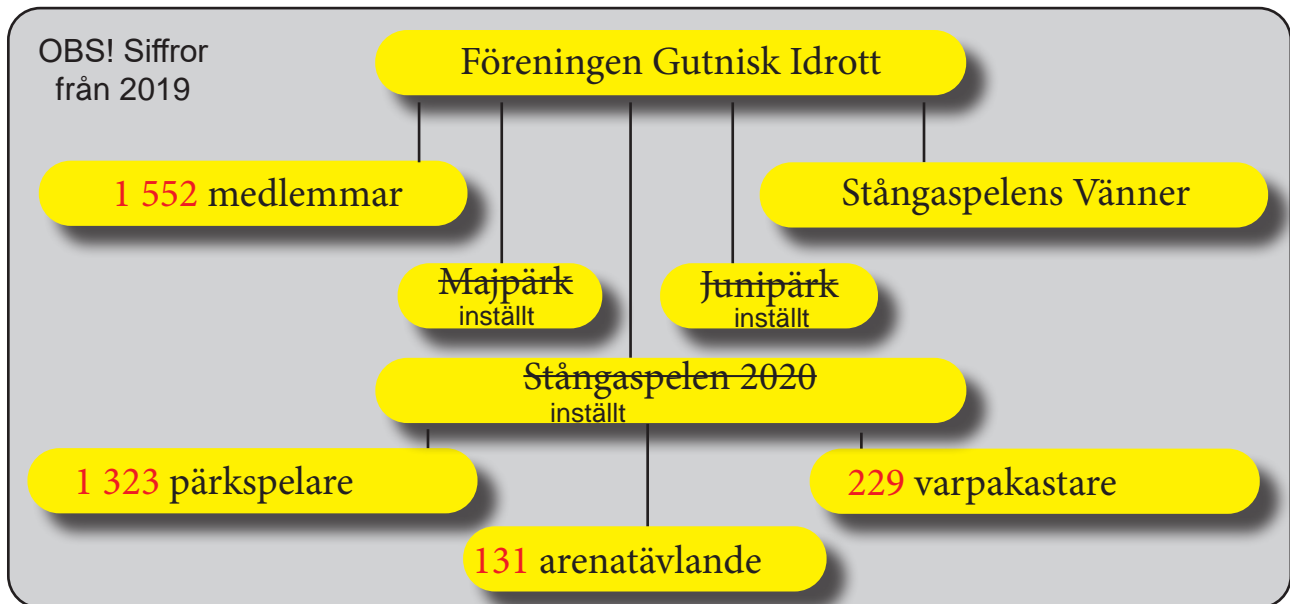 OBS! Siffror
från 2019
Föreningen Gutnisk Idrott
1 552 medlemmar
Stångaspelens Vänner
Majpärk
inställt
Junipärk
inställt
Stångaspelen 2020
inställt
1 323 pärkspelare
229 varpakastare
131 arenatävlande